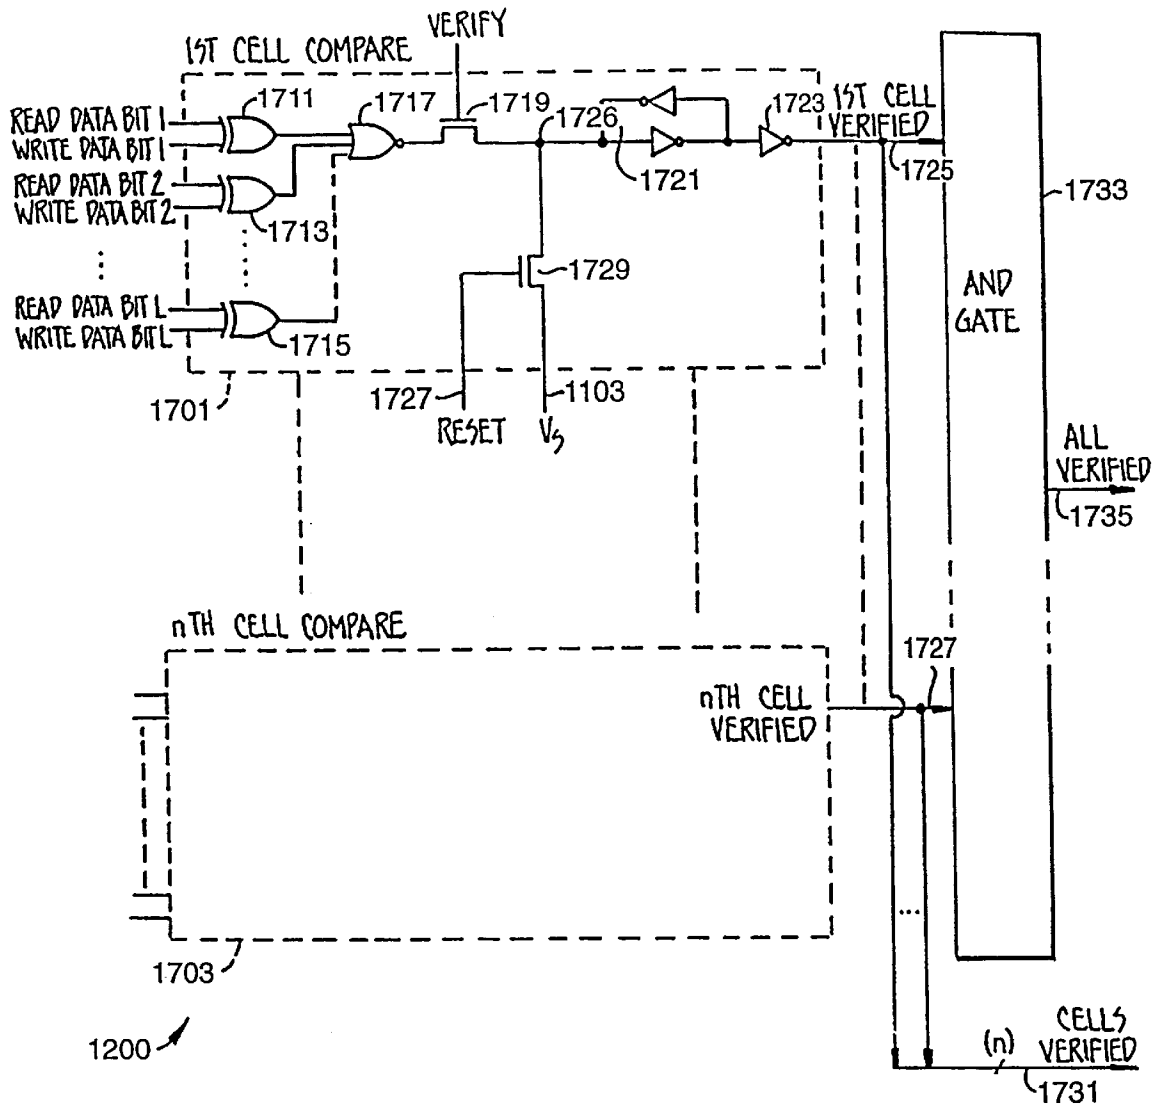 VERIFY
1ST CELL COMPARE
1711
1717
1719
1726
1723
1ST CELL
VERIFIED
1725
READ DATA BIT 1
WRITE DATA BIT 1
READ DATA BIT 2
WRITE DATA BIT 2
1713
1721
1733
1729
AND
GATE
READ DATA BIT L
WRITE DATA BIT L
1715
1701
1727
1103
RESET
VS
ALL
VERIFIED
1735
nTH CELL COMPARE
1727
nTH CELL
VERIFIED
...
1703
1200
(n)
CELLS
VERIFIED
1731